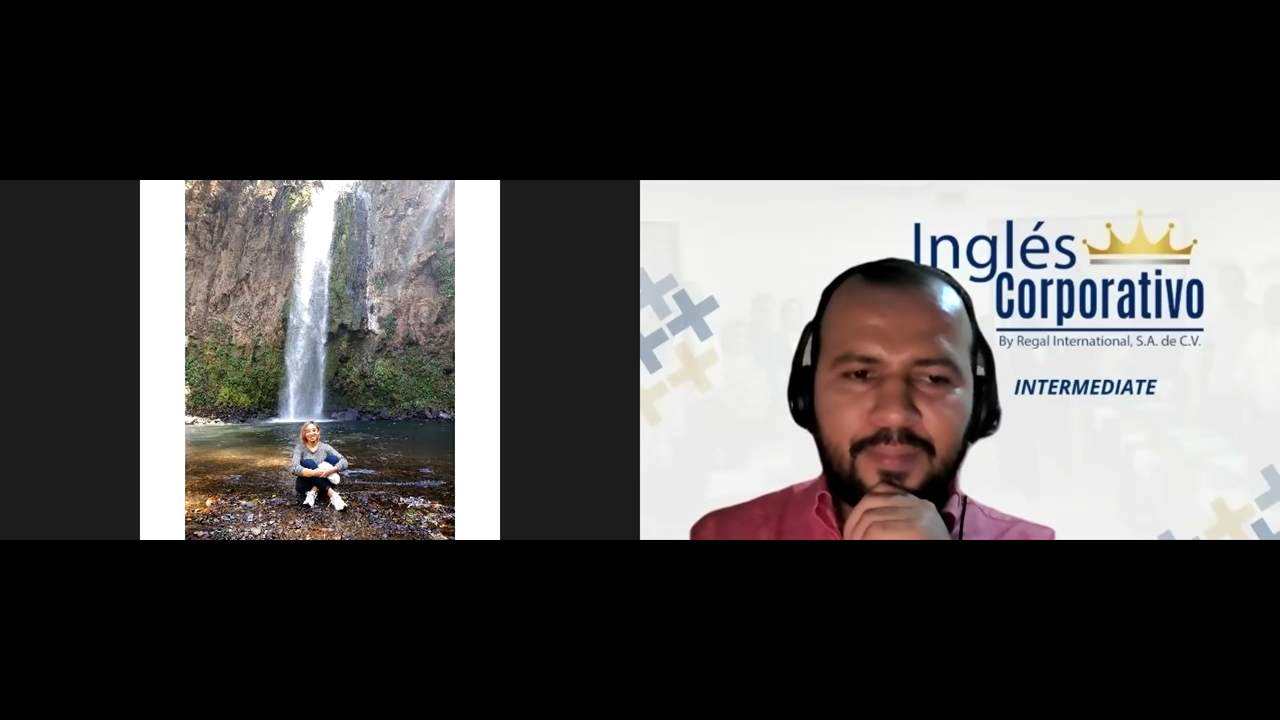 Inglés
Corporativo
By Regal International, S.A. de C.V.
INTERMEDIATE